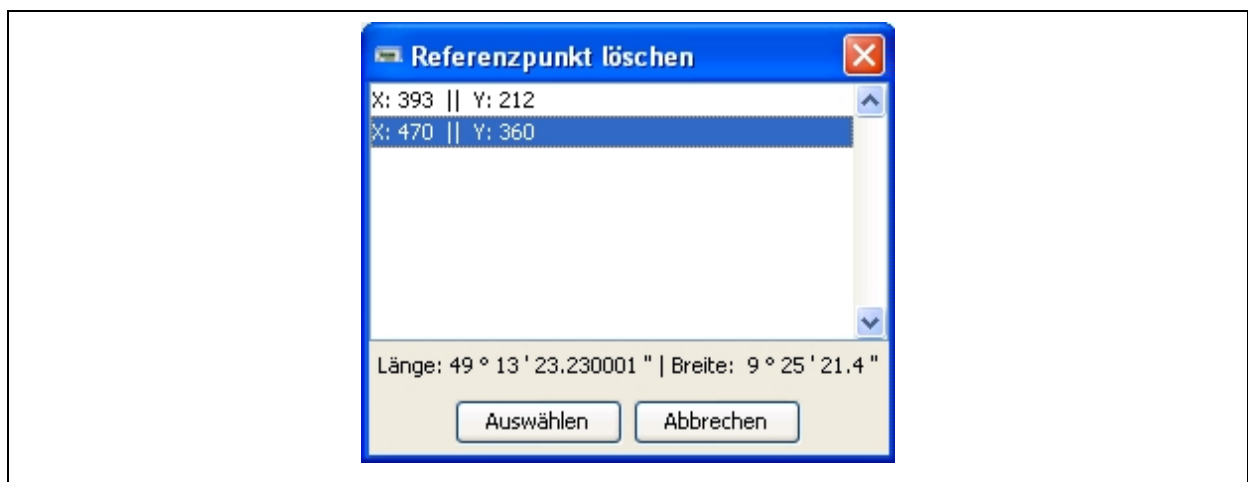 Referenzpunkt löschen
X: 393 || Y: 212
X: 470 || Y: 360
Länge: 49 ° 13 ' 23.230001 " | Breite: 9 ° 25 ' 21.4 "
Auswählen Abbrechen